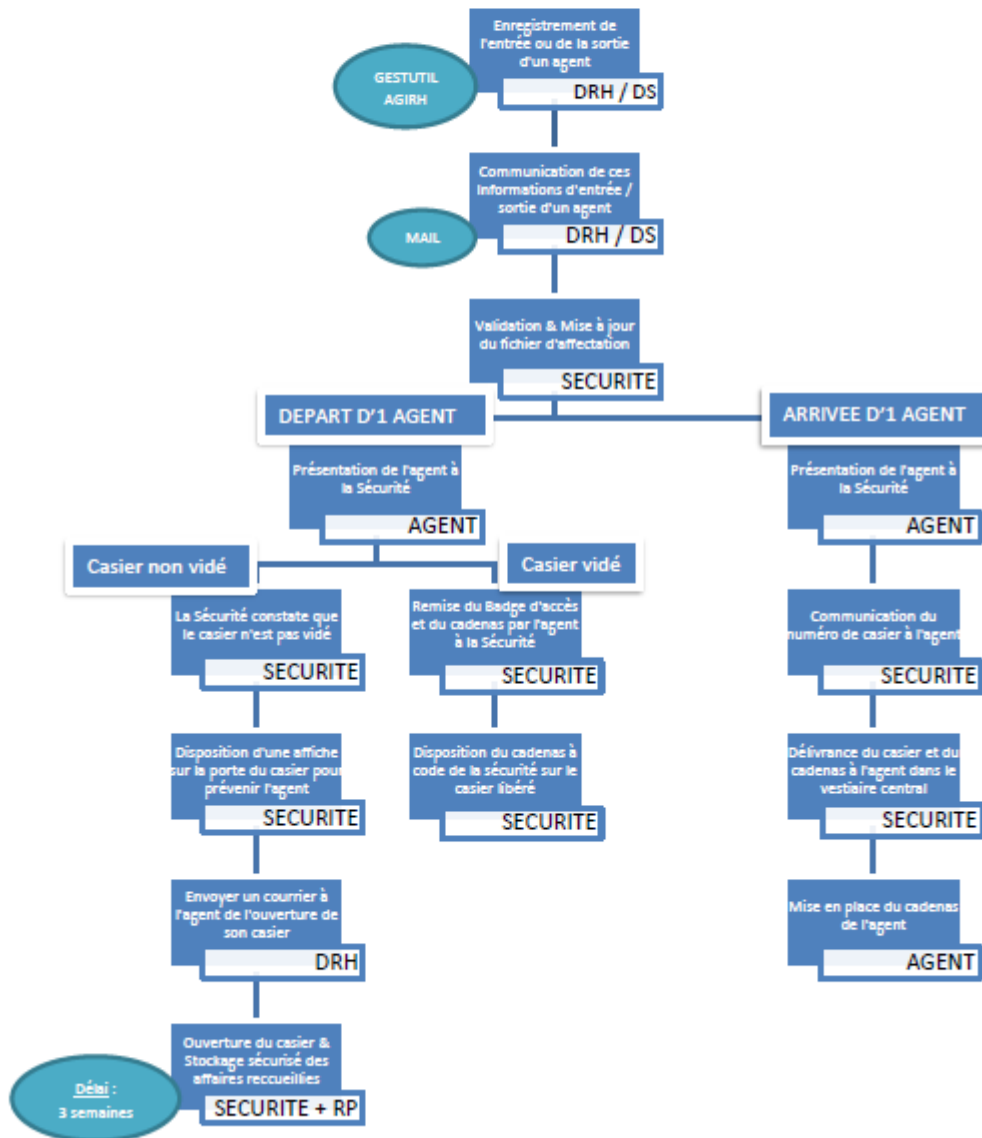 Enregistrement de
l'entrée ou de la sortie
d'un agent
DRH / DS
GESTUTIL
AGIRH
Communication de ces
informations d'entrée /
sortie d'un agent
DRH / DS
MAIL
Validation & Mise à jour
du fichier d'affectation
SECURITE
DEPART D'1 AGENT
ARRIVEE D'1 AGENT
Présentation de l'agent à
la Sécurité
AGENT
Présentation de l'agent à
la Sécurité
AGENT
Casier non vidé
Casier vidé
La Sécurité constate que
le casier n'est pas vidé
SECURITE
Remise du Badge d'accès
et du cadenas par l'agent
à la Sécurité
SECURITE
Communication du
numéro de casier à l'agent
SECURITE
Disposition d'une affiche
sur la porte du casier pour
prévenir l'agent
SECURITE
Disposition du cadenas à
code de la sécurité sur le
casier libéré
SECURITE
Délivrance du casier et du
cadenas à l'agent dans le
vestiaire central
SECURITE
Envoyer un courrier à
l'agent de l'ouverture de
son casier
DRH
Mise en place du cadenas
de l'agent
AGENT
Ouverture du casier &
Stockage sécurisé des
affaires reccueillies
SECURITE + RP
Délai :
3 semaines